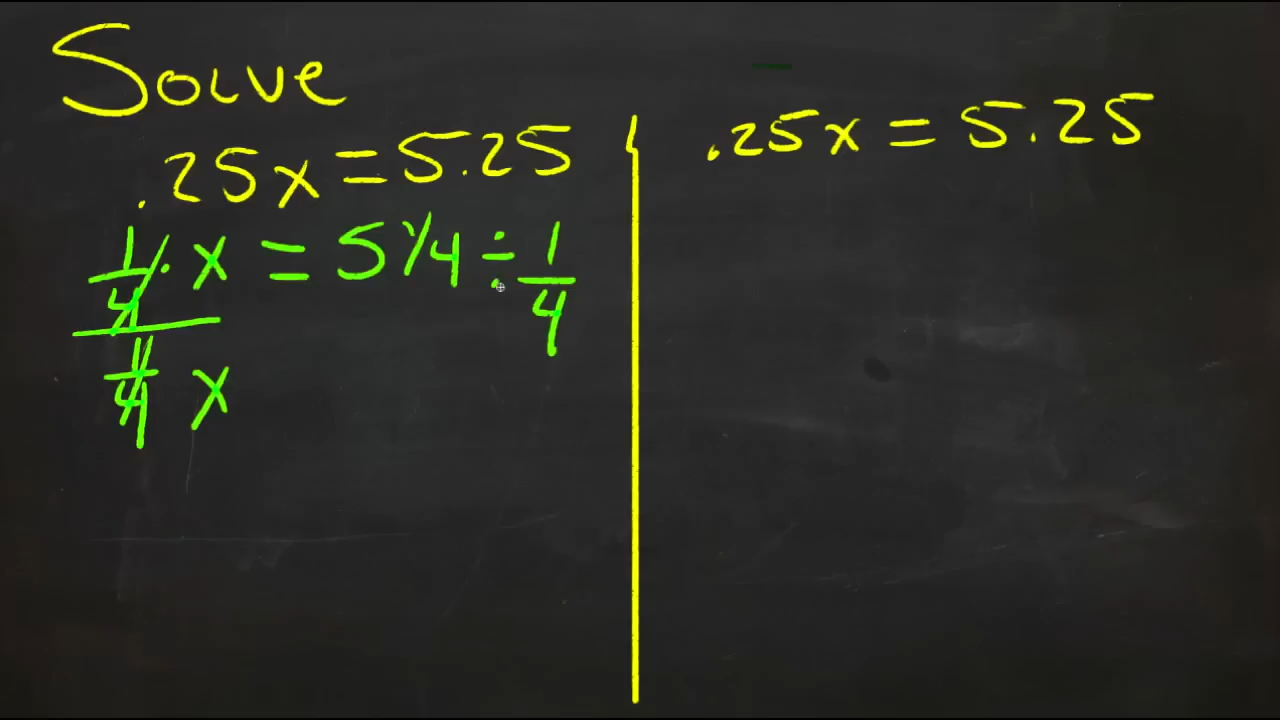 Solve
.25x = 5.25
1/4 · x = 5 1/4 ÷ 1/4
1/4 x
.25x = 5.25